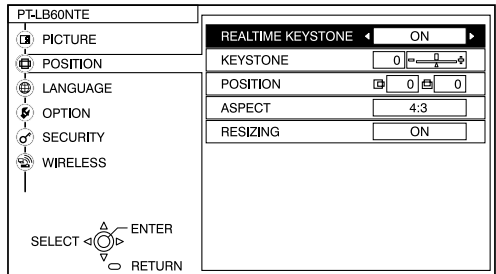 PT-LB60NTE
PICTURE
POSITION
LANGUAGE
OPTION
SECURITY
WIRELESS
REALTIME KEYSTONE ON
KEYSTONE 0
POSITION 0 0
ASPECT 4:3
RESIZING ON
SELECT ENTER
RETURN